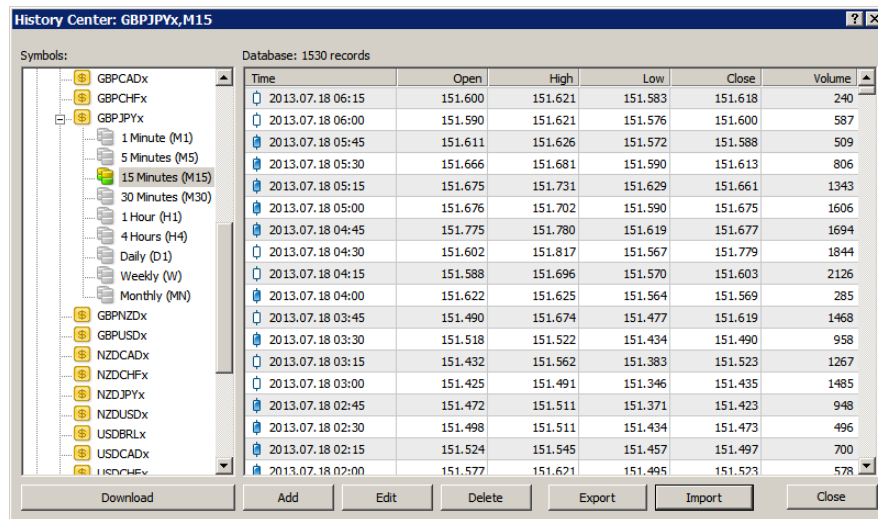 History Center: GBPJPYx,M15
Symbols:
GBPCADx
GBPCHFx
GBPJPYx
1 Minute (M1)
5 Minutes (M5)
15 Minutes (M15)
30 Minutes (M30)
1 Hour (H1)
4 Hours (H4)
Daily (D1)
Weekly (W)
Monthly (MN)
GBPNZDx
GBPUSDx
NZDCADx
NZDCHFx
NZDJPYx
NZDUSDx
USDBRLx
USDCADx
USDCHFx
Database: 1530 records
Time Open High Low Close Volume
2013.07.18 06:15 151.600 151.621 151.583 151.618 240
2013.07.18 06:00 151.590 151.621 151.576 151.600 587
2013.07.18 05:45 151.611 151.626 151.572 151.588 509
2013.07.18 05:30 151.666 151.681 151.590 151.613 806
2013.07.18 05:15 151.675 151.731 151.629 151.661 1343
2013.07.18 05:00 151.676 151.702 151.590 151.675 1606
2013.07.18 04:45 151.775 151.780 151.619 151.677 1694
2013.07.18 04:30 151.602 151.817 151.567 151.779 1844
2013.07.18 04:15 151.588 151.696 151.570 151.603 2126
2013.07.18 04:00 151.622 151.625 151.564 151.569 285
2013.07.18 03:45 151.490 151.674 151.477 151.619 1468
2013.07.18 03:30 151.518 151.522 151.434 151.490 958
2013.07.18 03:15 151.432 151.562 151.383 151.523 1267
2013.07.18 03:00 151.425 151.491 151.346 151.435 1485
2013.07.18 02:45 151.472 151.511 151.371 151.423 948
2013.07.18 02:30 151.498 151.511 151.434 151.473 496
2013.07.18 02:15 151.524 151.545 151.457 151.497 700
2013.07.18 02:00 151.577 151.621 151.495 151.523 578
Download Add Edit Delete Export Import Close